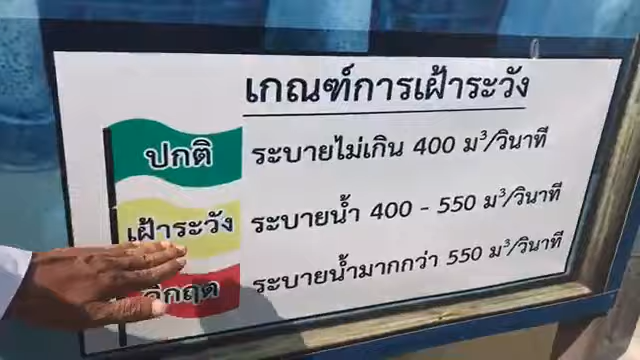 เกณฑ์การเฝ้าระวัง
ปกติ ระบายไม่เกิน 400 ม³/วินาที
เฝ้าระวัง ระบายน้ำ 400 - 550 ม³/วินาที
วิกฤต ระบายน้ำมากกว่า 550 ม³/วินาที